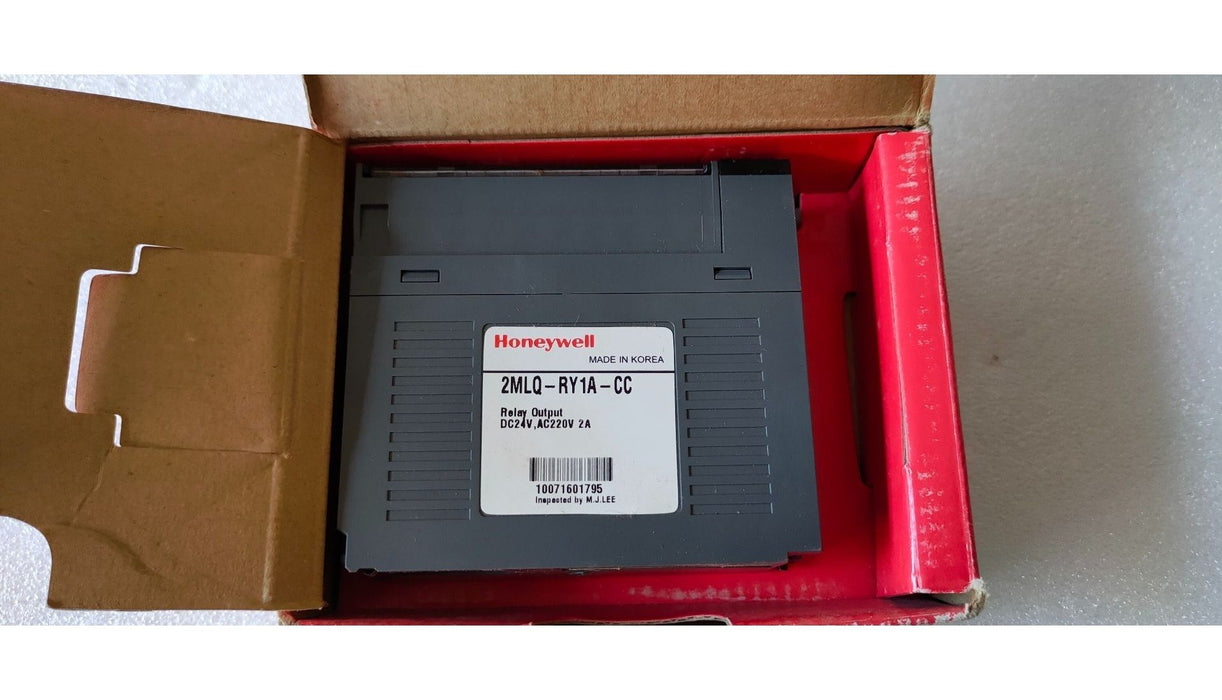 Honeywell
MADE IN KOREA
2MLQ-RY1A-CC
Relay Output
DC24V,AC220V 2A
10071601795
Inspected by M.J.LEE